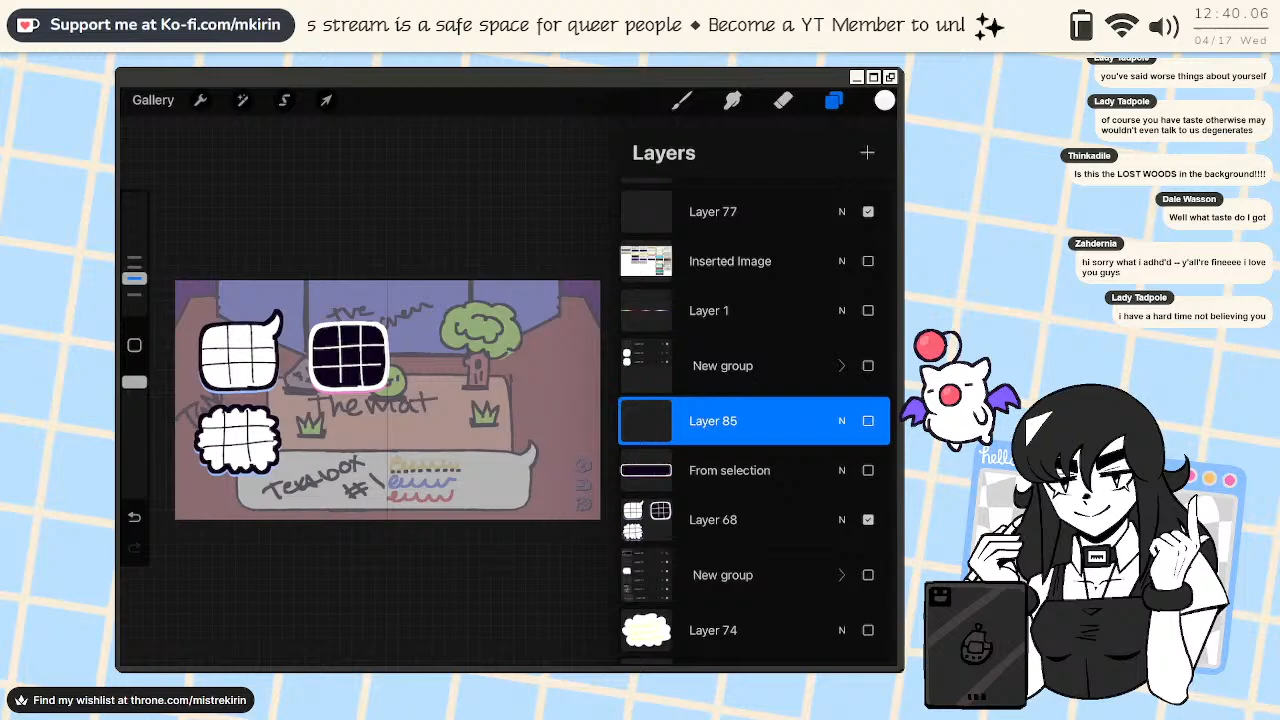 Support me at Ko-fi.com/mkirin
s stream is a safe space for queer people ◆ Become a YT Member to unl
12:40.06
04/17 Wed
Gallery
Layers
Layer 77 N
Inserted Image N
Layer 1 N
New group
Layer 85 N
From selection N
Layer 68 N
New group
Layer 74 N
The
The Mat
Textbox
#1
Lady Tadpole
you've said worse things about yourself
Lady Tadpole
of course you have taste otherwise may
wouldn't even talk to us degenerates
Thinkadile
Is this the LOST WOODS in the background!!!!
Dale Wasson
Well what taste do I got
Zahdernia
hi sorry what i adhd'd -- y'all're fineeee i love
you guys
Lady Tadpole
i have a hard time not believing you
hello
Find my wishlist at throne.com/mistrekirin